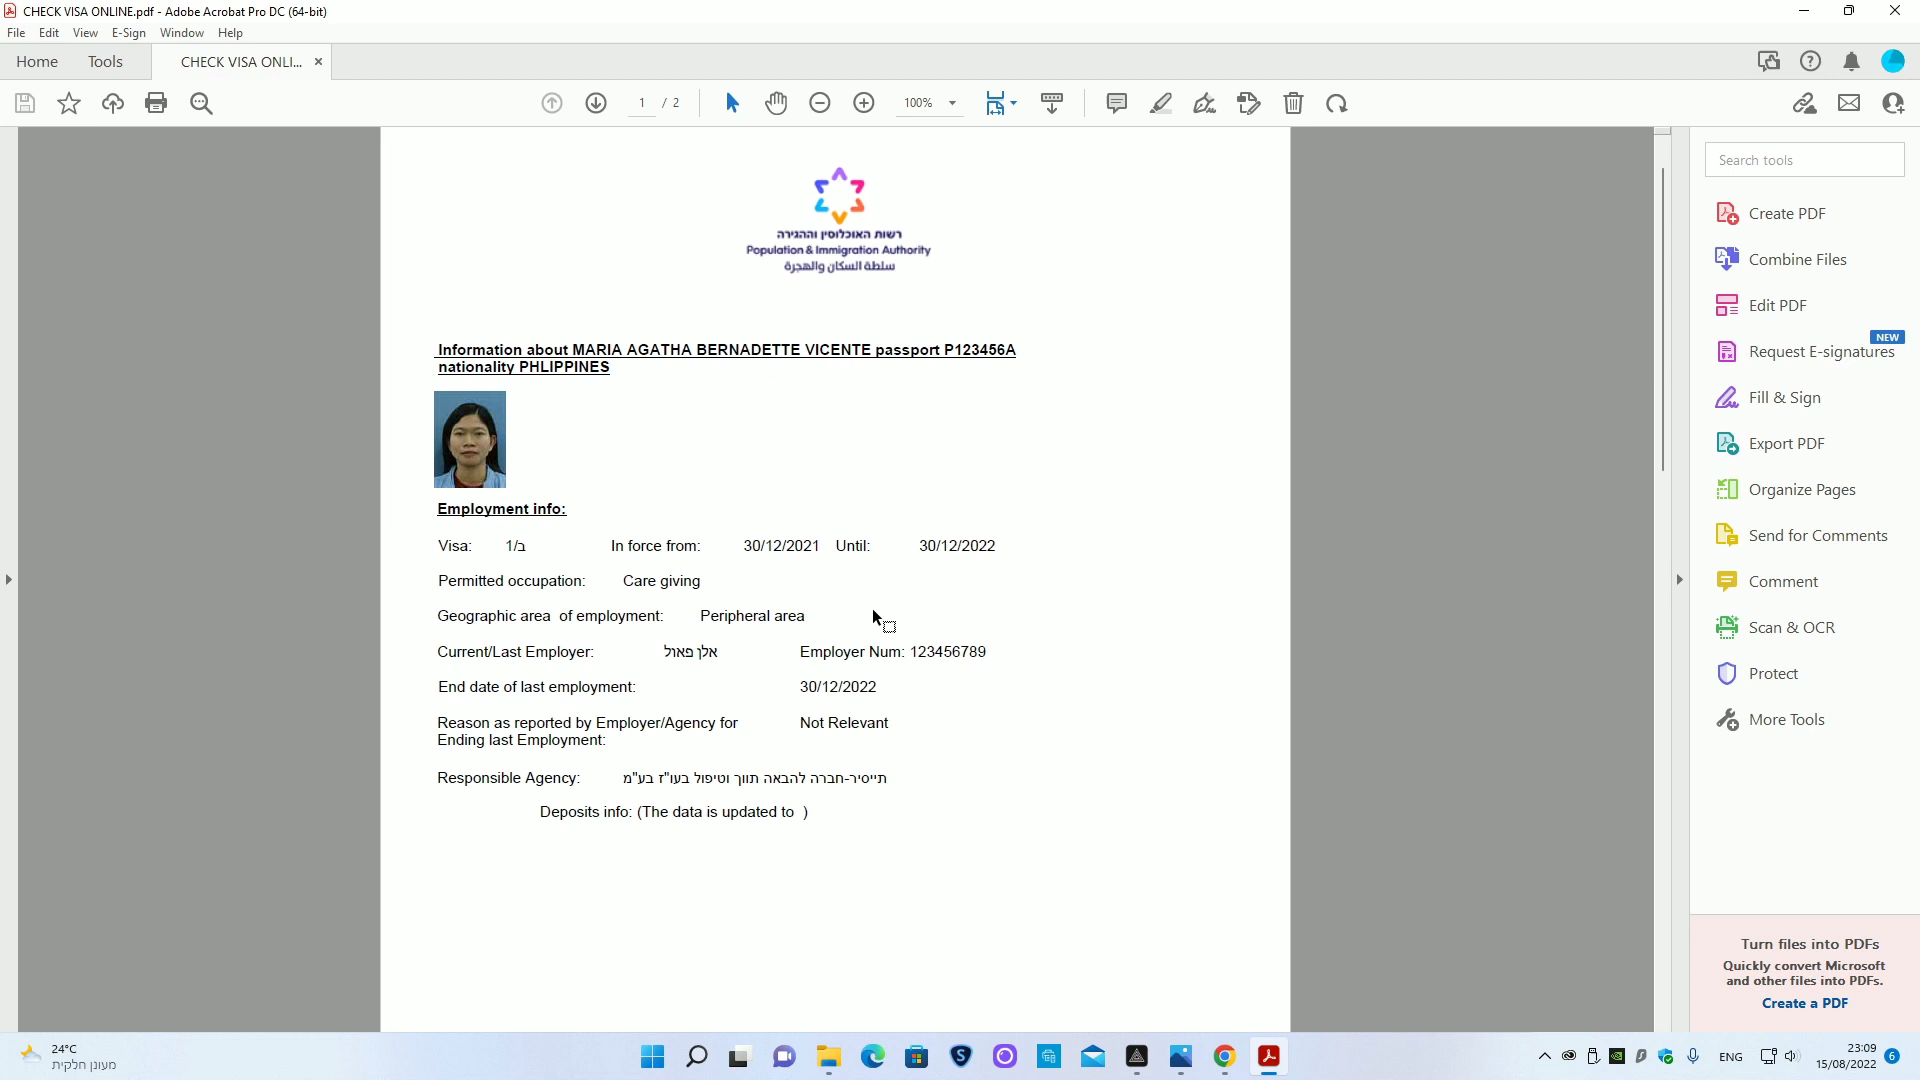 CHECK VISA ONLINE.pdf - Adobe Acrobat Pro DC (64-bit)
File Edit View E-Sign Window Help
Home Tools CHECK VISA ONLI... ×
1 / 2 100%
Search tools
Create PDF
Combine Files
Edit PDF
NEW
Request E-signatures
Fill & Sign
Export PDF
Organize Pages
Send for Comments
Comment
Scan & OCR
Protect
More Tools
Turn files into PDFs
Quickly convert Microsoft
and other files into PDFs.
Create a PDF
רשות האוכלוסין וההגירה
Population & Immigration Authority
سلطة السكان والهجرة
Information about MARIA AGATHA BERNADETTE VICENTE passport P123456A
nationality PHLIPPINES
Employment info:
Visa: ב/1 In force from: 30/12/2021 Until: 30/12/2022
Permitted occupation: Care giving
Geographic area of employment: Peripheral area
Current/Last Employer: אלן פאול Employer Num: 123456789
End date of last employment: 30/12/2022
Reason as reported by Employer/Agency for Not Relevant
Ending last Employment:
Responsible Agency: תייסיר-חברה להבאה תווך וטיפול בעו"ז בע"מ
Deposits info: (The data is updated to )
24°C
מעונן חלקית
ENG
23:09
15/08/2022
6